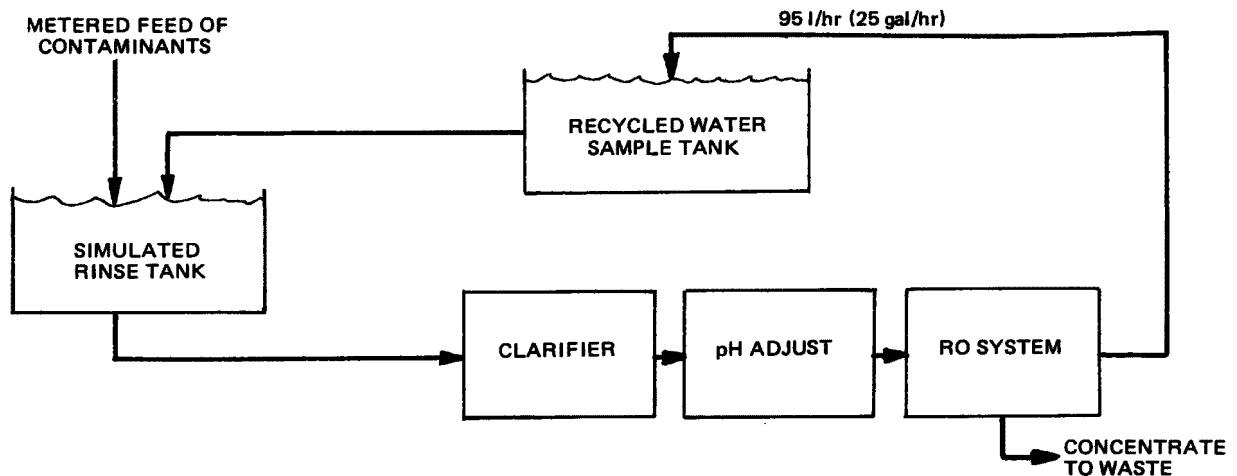 METERED FEED OF
CONTAMINANTS
95 l/hr (25 gal/hr)
RECYCLED WATER
SAMPLE TANK
SIMULATED
RINSE TANK
CLARIFIER
pH ADJUST
RO SYSTEM
CONCENTRATE
TO WASTE